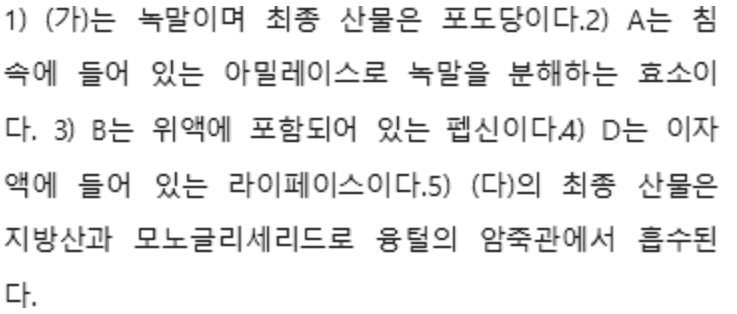 1) (가)는 녹말이며 최종 산물은 포도당이다.2) A는 침
속에 들어 있는 아밀레이스로 녹말을 분해하는 효소이
다. 3) B는 위액에 포함되어 있는 펩신이다.4) D는 이자
액에 들어 있는 라이페이스이다.5) (다)의 최종 산물은
지방산과 모노글리세리드로 융털의 암죽관에서 흡수된
다.